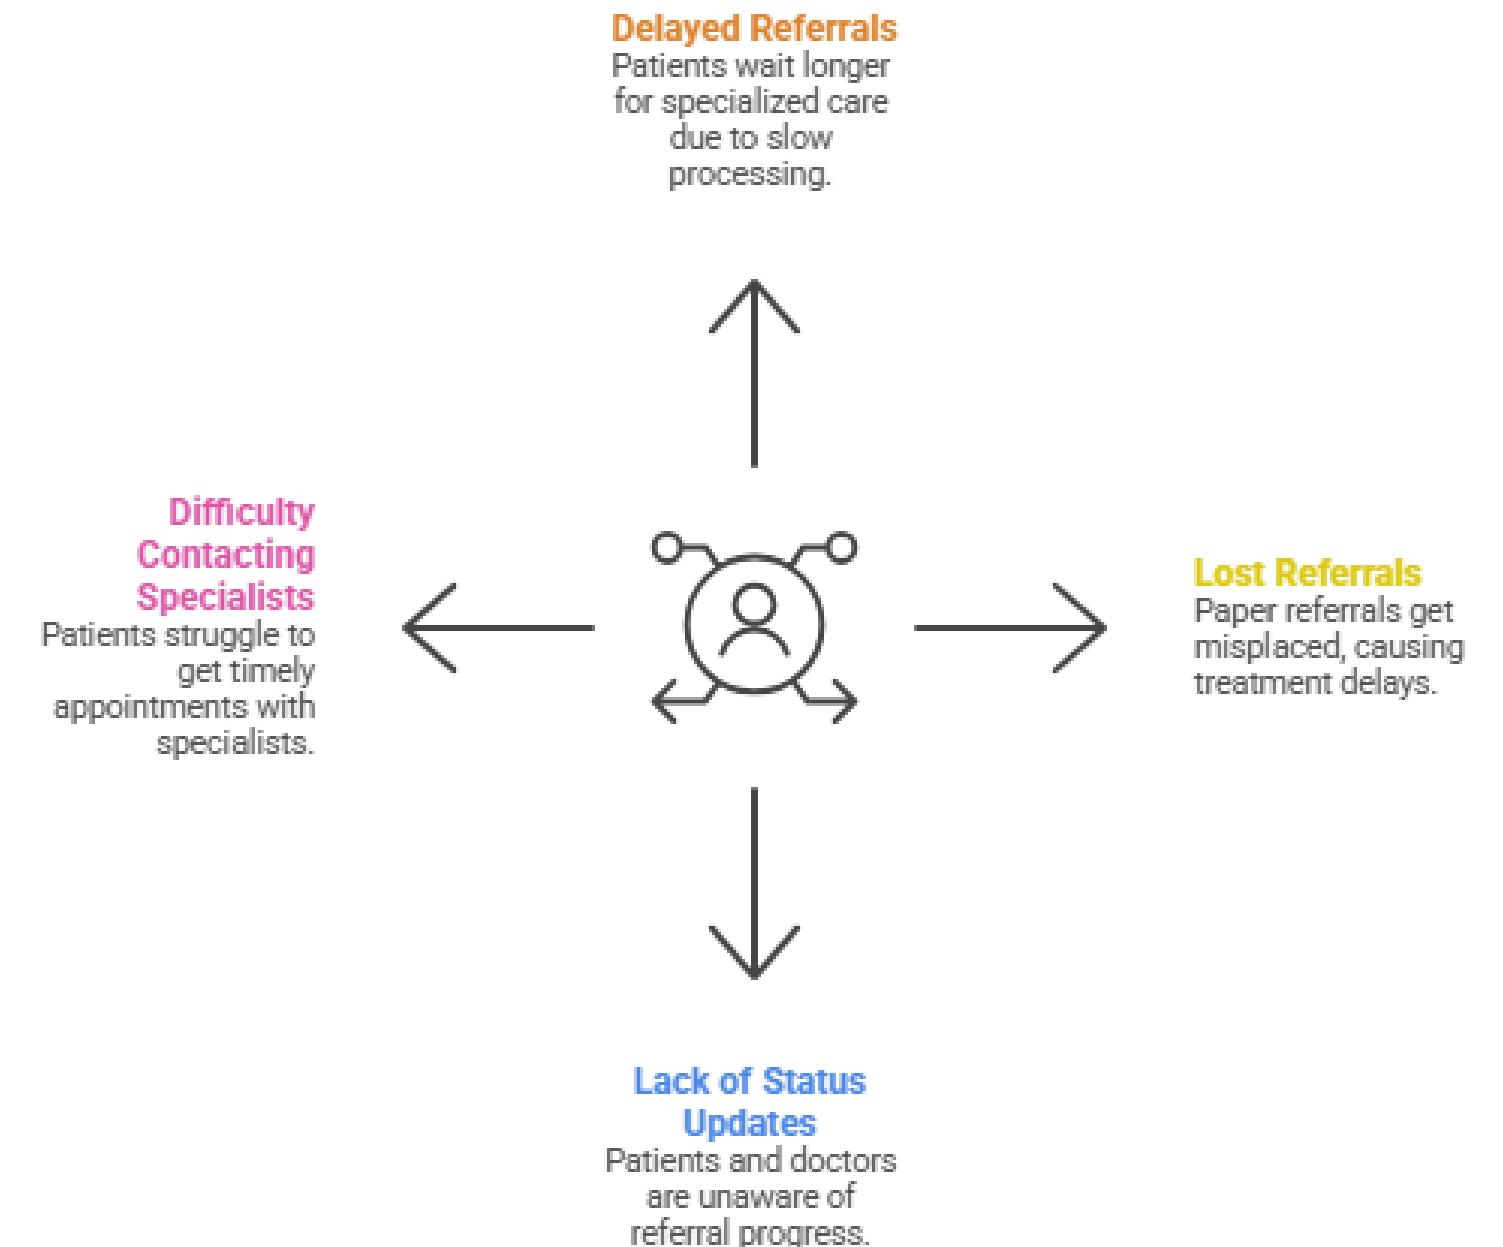 Delayed Referrals
Patients wait longer
for specialized care
due to slow
processing.
Difficulty
Contacting
Specialists
Patients struggle to
get timely
appointments with
specialists.
Lost Referrals
Paper referrals get
misplaced, causing
treatment delays.
Lack of Status
Updates
Patients and doctors
are unaware of
referral progress.